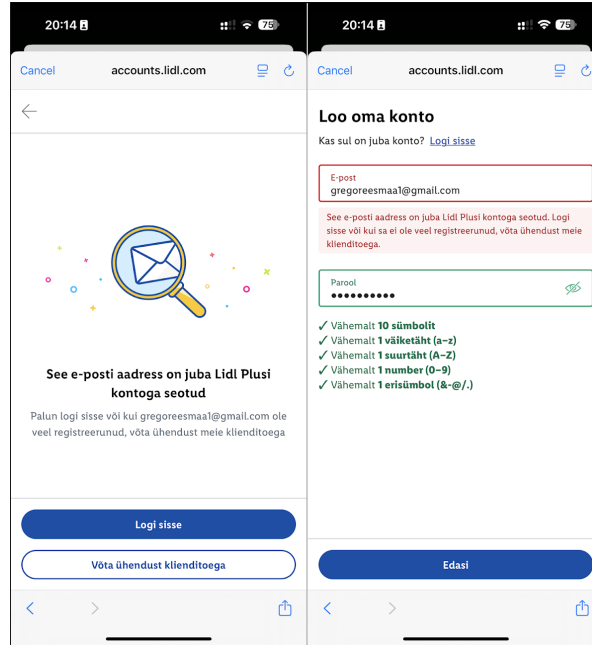 20:14
75
Cancel
accounts.lidl.com
See e-posti aadress on juba Lidl Plusi
kontoga seotud
Palun logi sisse või kui gregoreesmaa1@gmail.com ole
veel registreerunud, võta ühendust meie klienditoega
Logi sisse
Võta ühendust klienditoega
20:14
75
Cancel
accounts.lidl.com
Loo oma konto
Kas sul on juba konto? Logi sisse
E-post
gregoreesmaa1@gmail.com
See e-posti aadress on juba Lidl Plusi kontoga seotud. Logi
sisse või kui sa ei ole veel registreerunud, võta ühendust meie
klienditoega.
Parool
●●●●●●●●●●
✓ Vähemalt 10 sümbolit
✓ Vähemalt 1 väiketäht (a–z)
✓ Vähemalt 1 suurtäht (A–Z)
✓ Vähemalt 1 number (0–9)
✓ Vähemalt 1 erisümbol (&-@/.)
Edasi